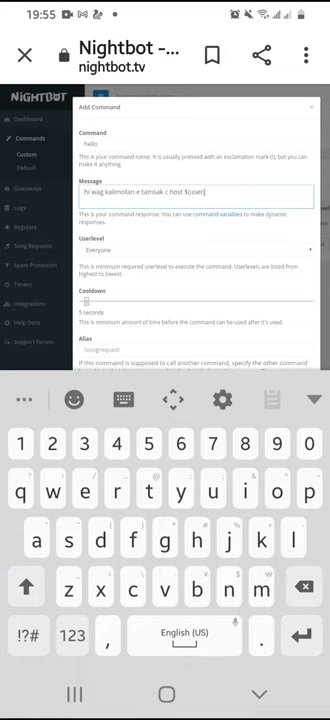 19:55
Nightbot -...
nightbot.tv
NIGHTBOT
Dashboard
Commands
Custom
Default
Giveaways
Logs
Regulars
Song Requests
Spam Protection
Timers
Integrations
Help Docs
Support Forum
Add Command
×
Command
hello
This is your command name. It is usually prefixed with an exclamation mark (!), but you can
make it anything.
Message
hi wag kalimotan e tamsak c host $(user)
This is your command response. You can use command variables to make dynamic
responses.
Userlevel
Everyone
This is minimum required userlevel to execute the command. Userlevels are listed from
highest to lowest.
Cooldown
5 seconds
This is minimum amount of time before the command can be used after it's used.
Alias
!songrequest
If this command is supposed to call another command, specify the other command
1 2 3 4 5 6 7 8 9 0
q w e r t y u i o p
a s d f g h j k l
z x c v b n m
!?# 123 , English (US) .